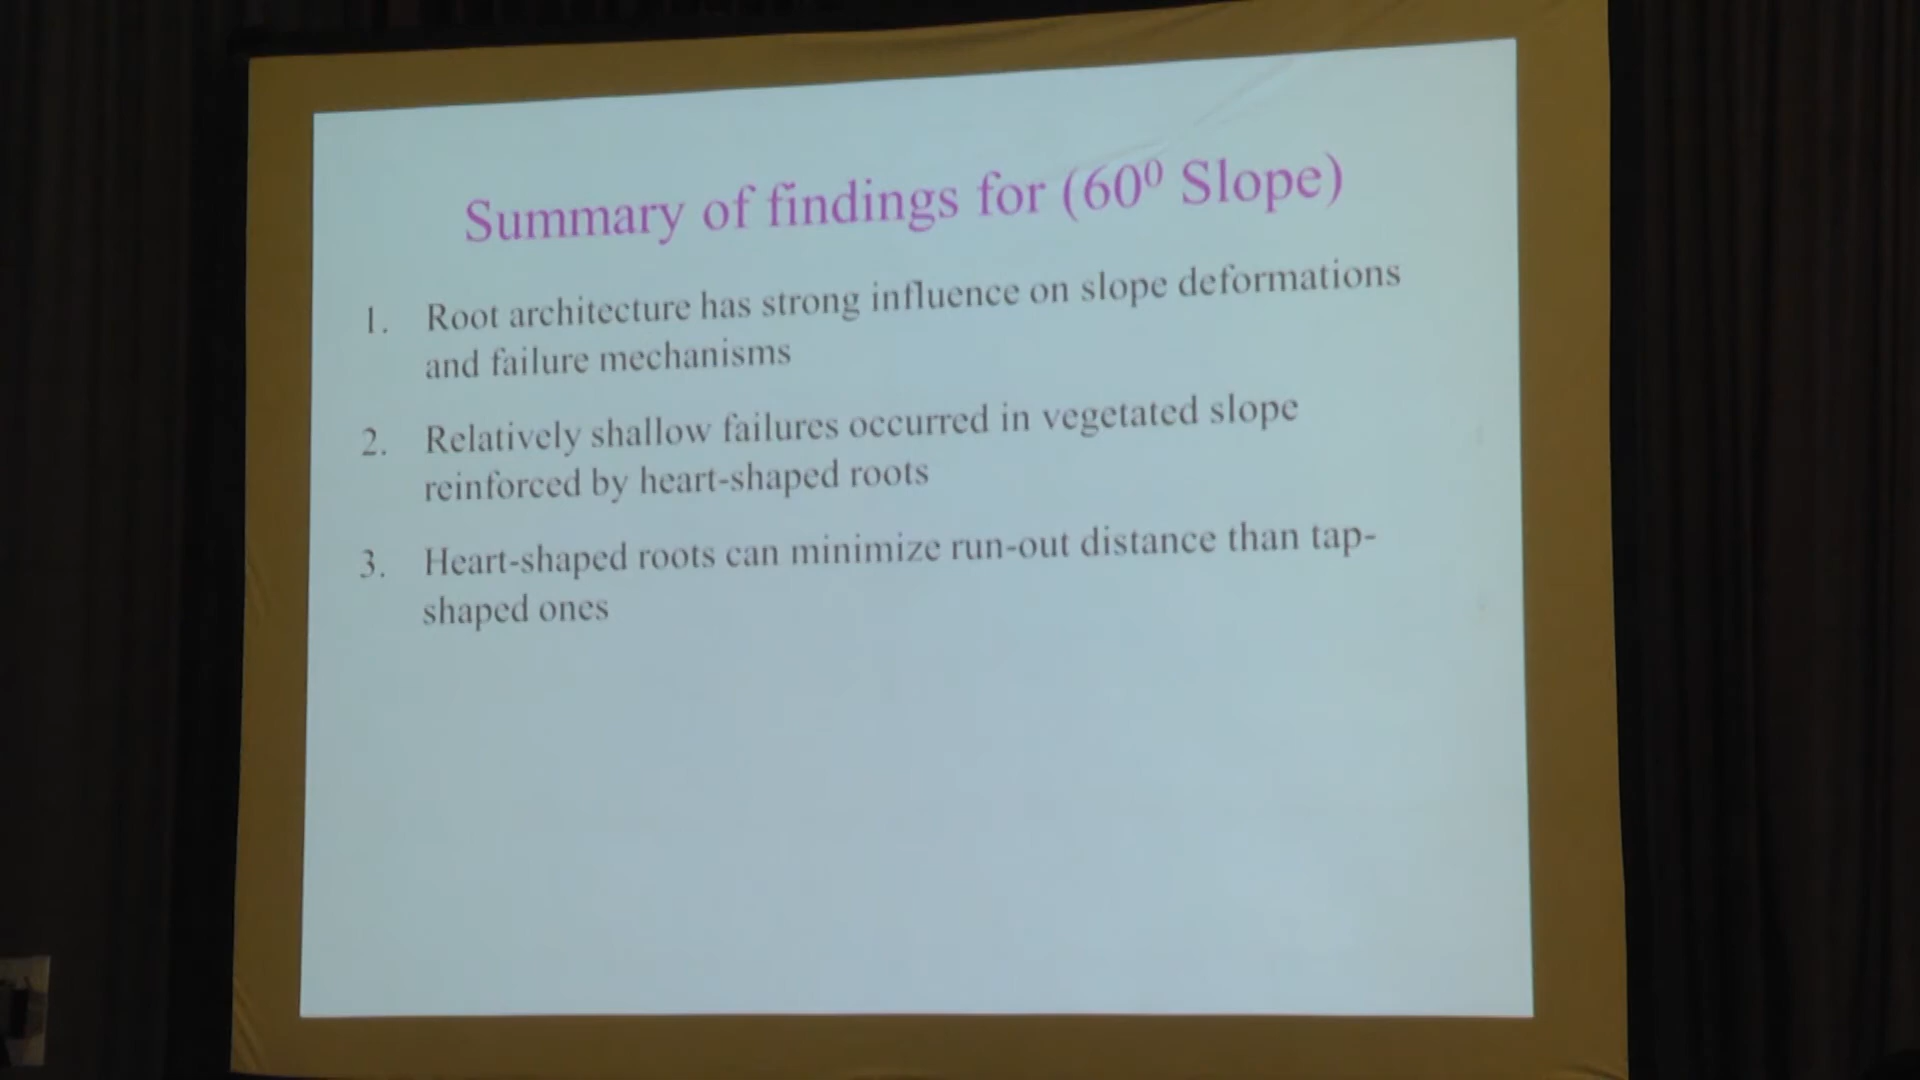 Summary of findings for (60⁰ Slope)
1. Root architecture has strong influence on slope deformations
and failure mechanisms
2. Relatively shallow failures occurred in vegetated slope
reinforced by heart-shaped roots
3. Heart-shaped roots can minimize run-out distance than tap-
shaped ones